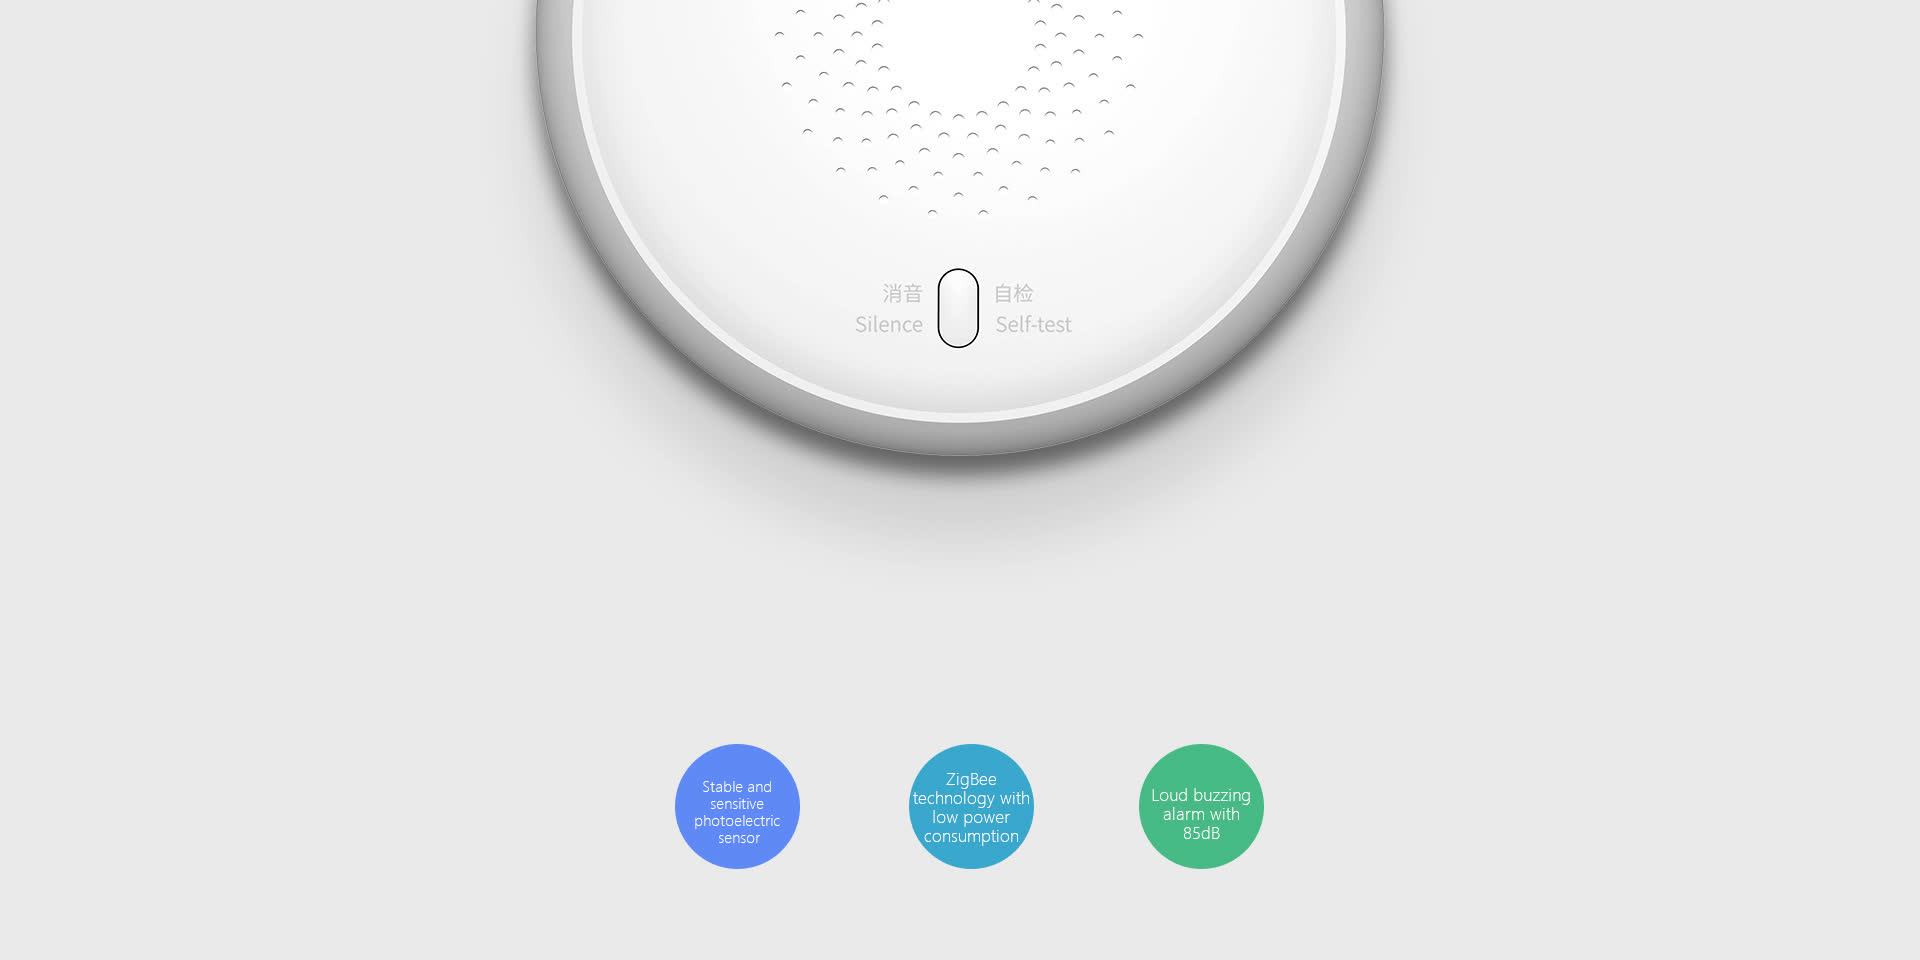 消音 自检
Silence Self-test
Stable and
sensitive
photoelectric
sensor
ZigBee
technology with
low power
consumption
Loud buzzing
alarm with
85dB